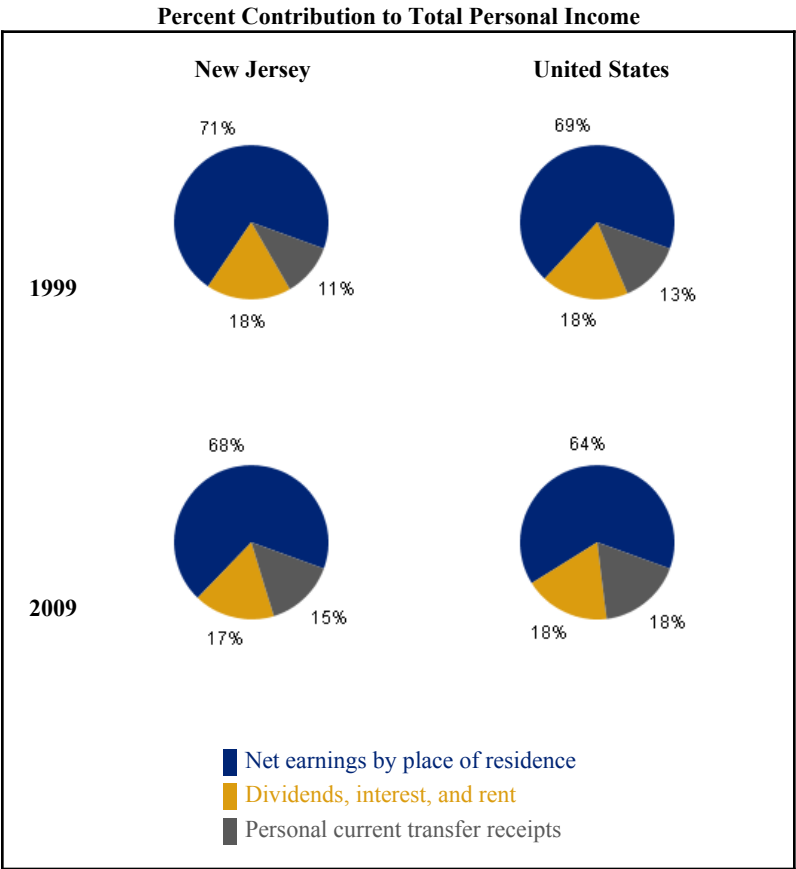 Percent Contribution to Total Personal Income
New Jersey United States
71% 69%
1999
11% 13%
18% 18%
68% 64%
2009
15% 18%
17% 18%
Net earnings by place of residence
Dividends, interest, and rent
Personal current transfer receipts